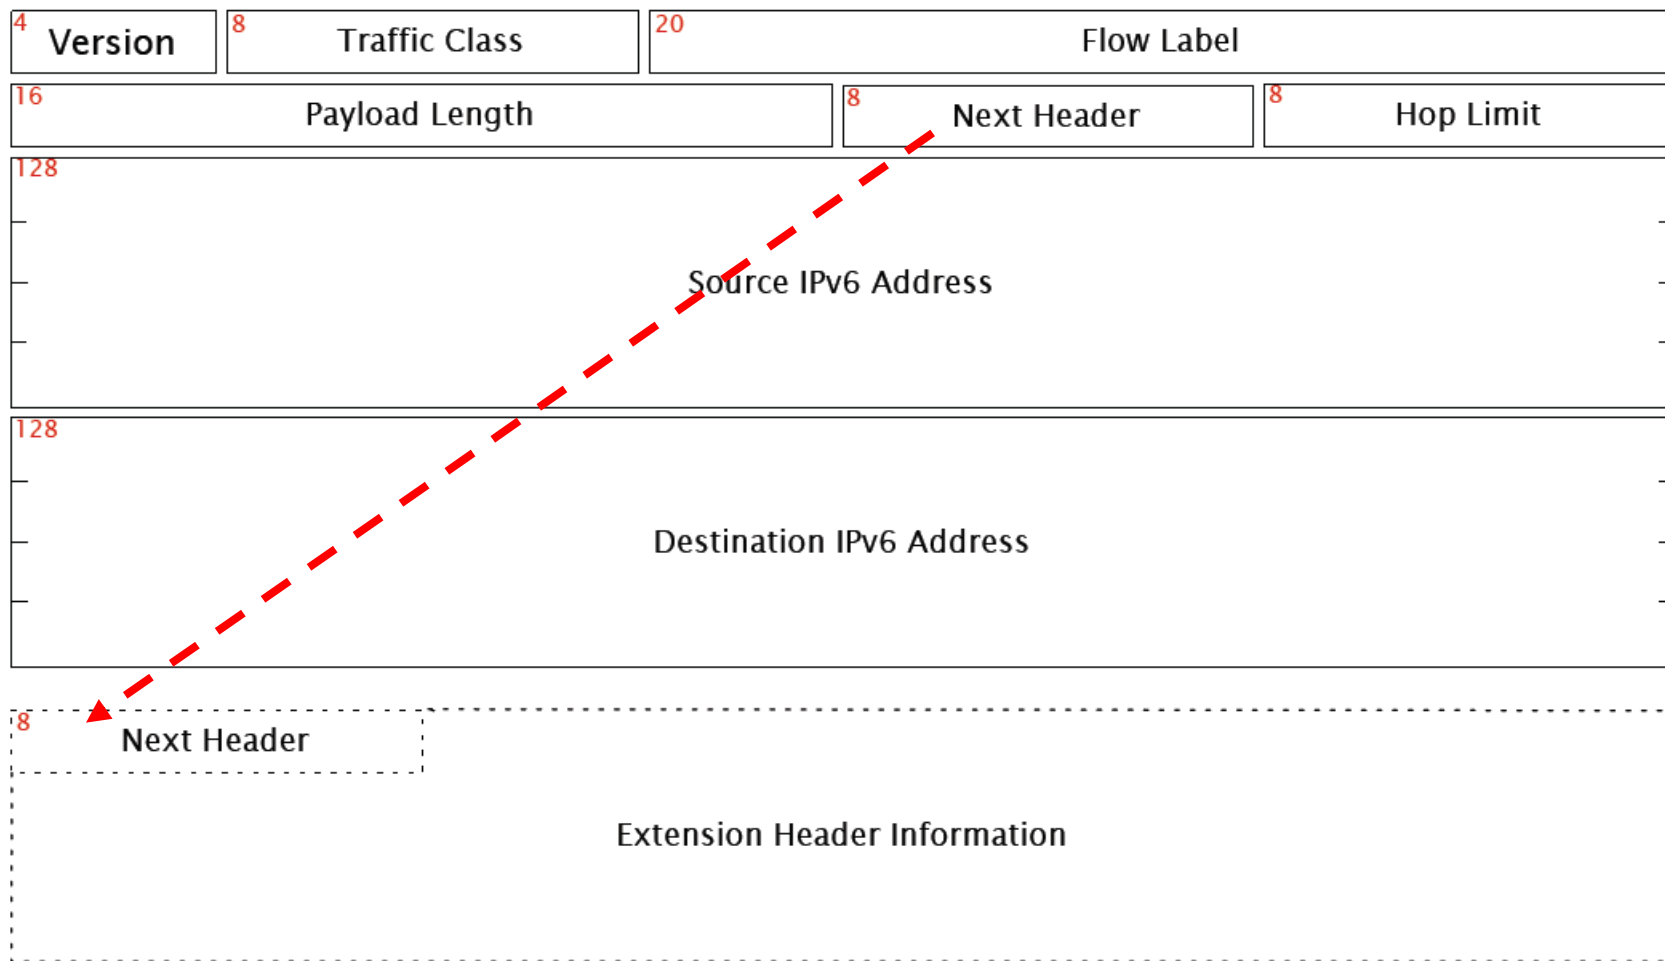 4 Version 8 Traffic Class 20 Flow Label
16 Payload Length 8 Next Header 8 Hop Limit
128
Source IPv6 Address
128
Destination IPv6 Address
8 Next Header
Extension Header Information